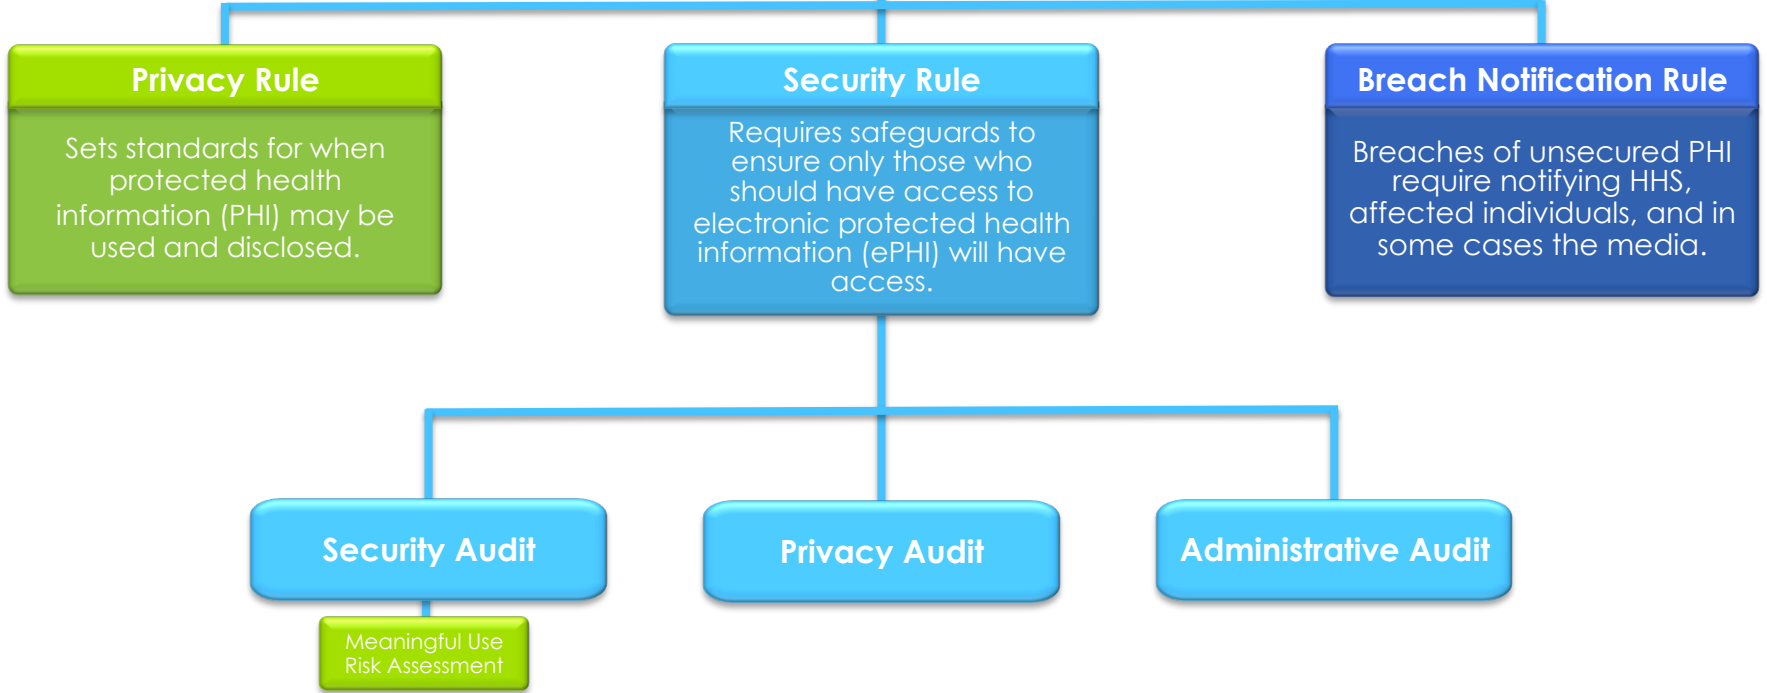 Privacy Rule
Sets standards for when
protected health
information (PHI) may be
used and disclosed.
Security Rule
Requires safeguards to
ensure only those who
should have access to
electronic protected health
information (ePHI) will have
access.
Breach Notification Rule
Breaches of unsecured PHI
require notifying HHS,
affected individuals, and in
some cases the media.
Security Audit
Privacy Audit
Administrative Audit
Meaningful Use
Risk Assessment